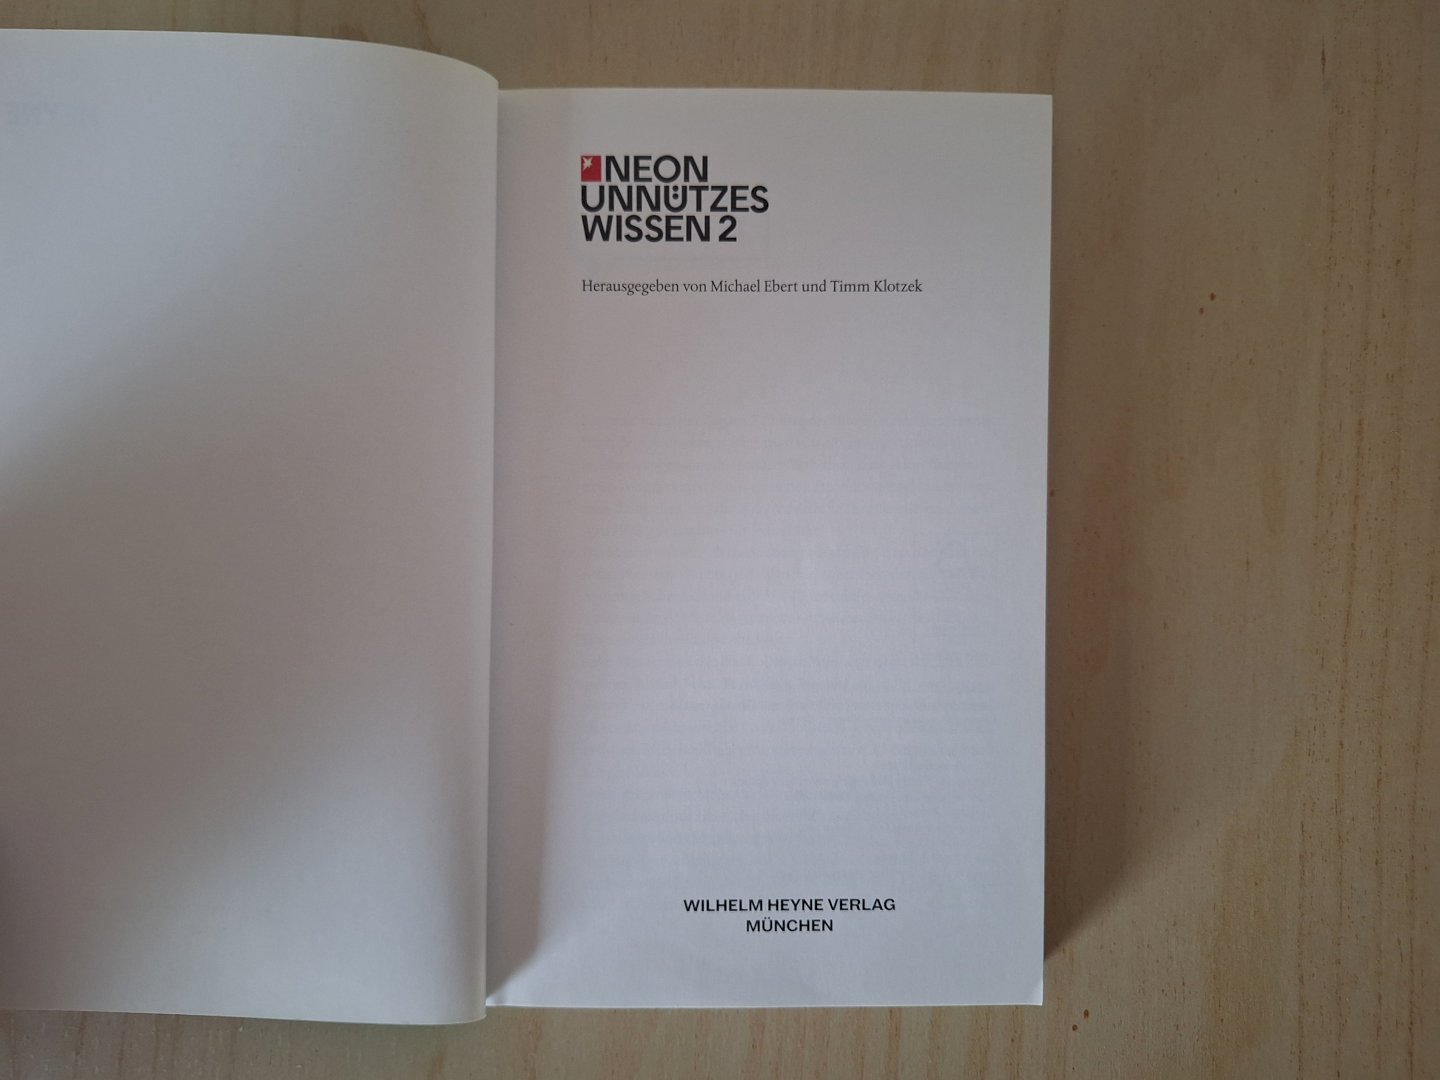 NEON
UNNÜTZES
WISSEN 2
Herausgegeben von Michael Ebert und Timm Klotzek
WILHELM HEYNE VERLAG
MÜNCHEN